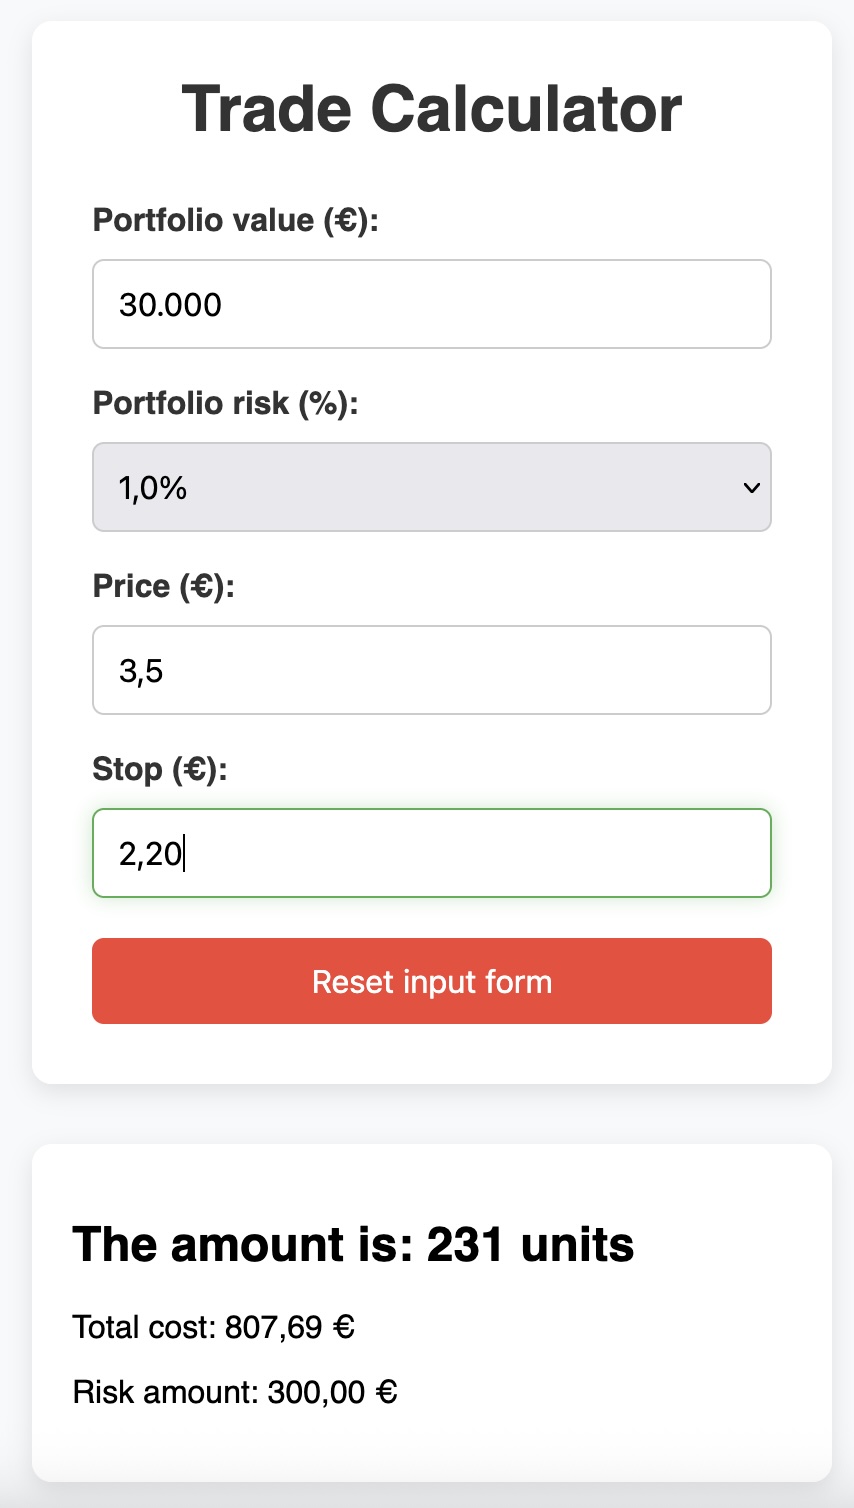 Trade Calculator
Portfolio value (€):
30.000
Portfolio risk (%):
1,0%
Price (€):
3,5
Stop (€):
2,20
Reset input form
The amount is: 231 units
Total cost: 807,69 €
Risk amount: 300,00 €